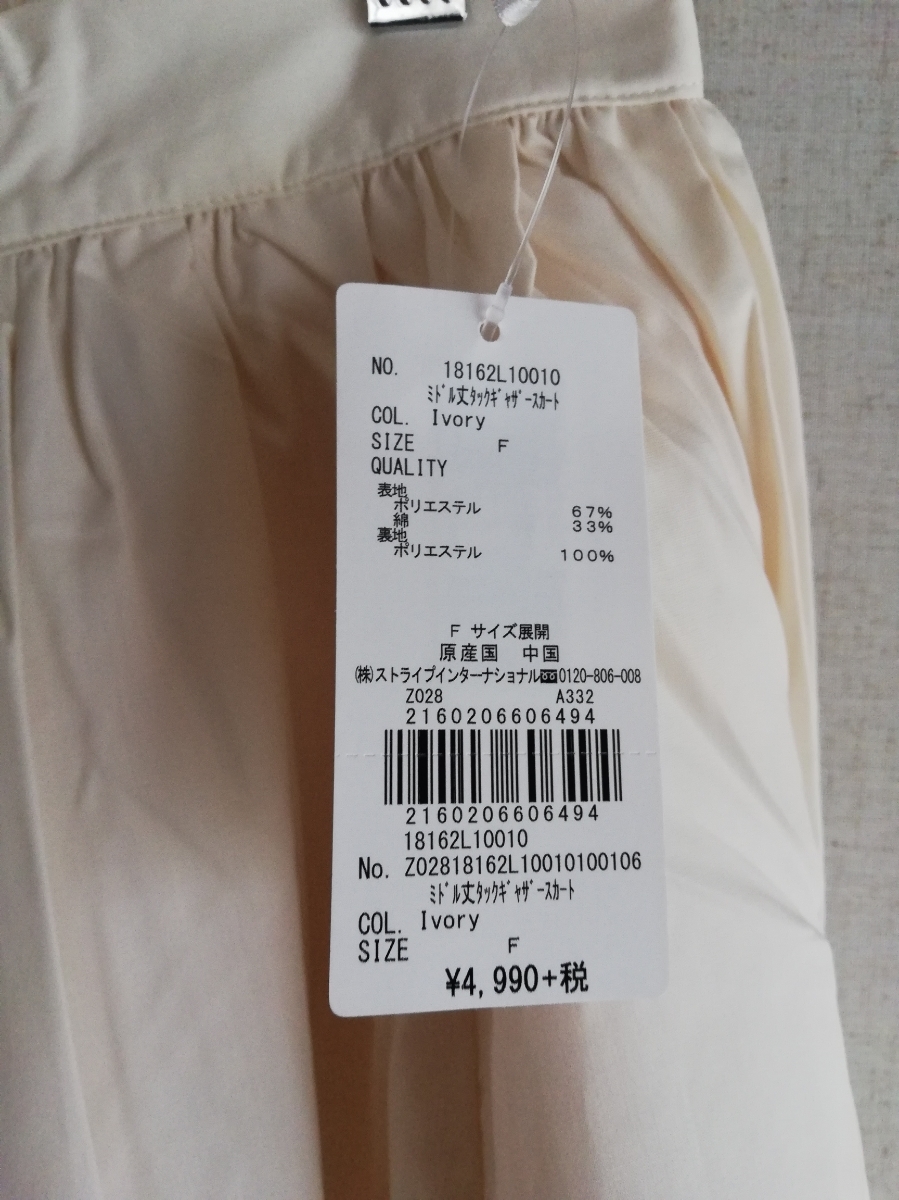 NO. 18162L10010
ﾐﾄﾞﾙ丈ﾀｯｸｷﾞｬｻﾞｰｽｶｰﾄ
COL. Ivory
SIZE F
QUALITY
表地
ポリエステル 67%
綿 33%
裏地
ポリエステル 100%
F サイズ展開
原産国 中国
(株)ストライプインターナショナル 0120-806-008
Z028 A332
2160206606494
2160206606494
18162L10010
No. Z02818162L10010100106
ﾐﾄﾞﾙ丈ﾀｯｸｷﾞｬｻﾞｰｽｶｰﾄ
COL. Ivory
SIZE F
¥4,990+税